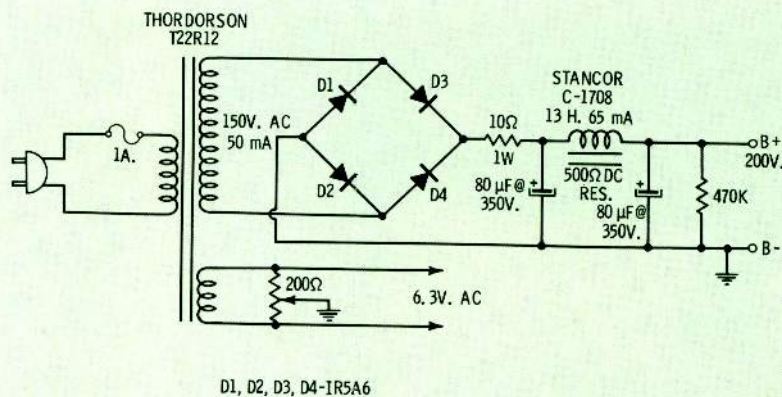 THORDORSON
T22R12
1A.
150V. AC
50 mA
D1
D3
D2
D4
10Ω
1W
STANCOR
C-1708
13 H. 65 mA
500Ω DC
RES.
+
80 µF@
350V.
+
80 µF@
350V.
470K
B+
200V.
B-
200Ω
6.3V. AC
D1, D2, D3, D4-IR5A6